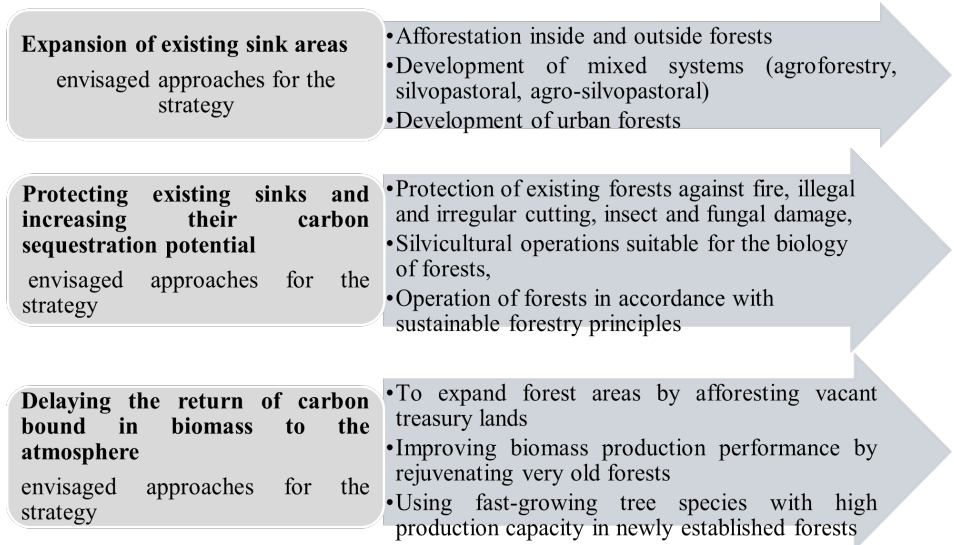 Expansion of existing sink areas
envisaged approaches for the
strategy
•Afforestation inside and outside forests
•Development of mixed systems (agroforestry,
silvopastoral, agro-silvopastoral)
•Development of urban forests
Protecting existing sinks and
increasing their carbon
sequestration potential
envisaged approaches for the
strategy
•Protection of existing forests against fire, illegal
and irregular cutting, insect and fungal damage,
•Silvicultural operations suitable for the biology
of forests,
•Operation of forests in accordance with
sustainable forestry principles
Delaying the return of carbon
bound in biomass to the
atmosphere
envisaged approaches for the
strategy
•To expand forest areas by afforesting vacant
treasury lands
•Improving biomass production performance by
rejuvenating very old forests
•Using fast-growing tree species with high
production capacity in newly established forests